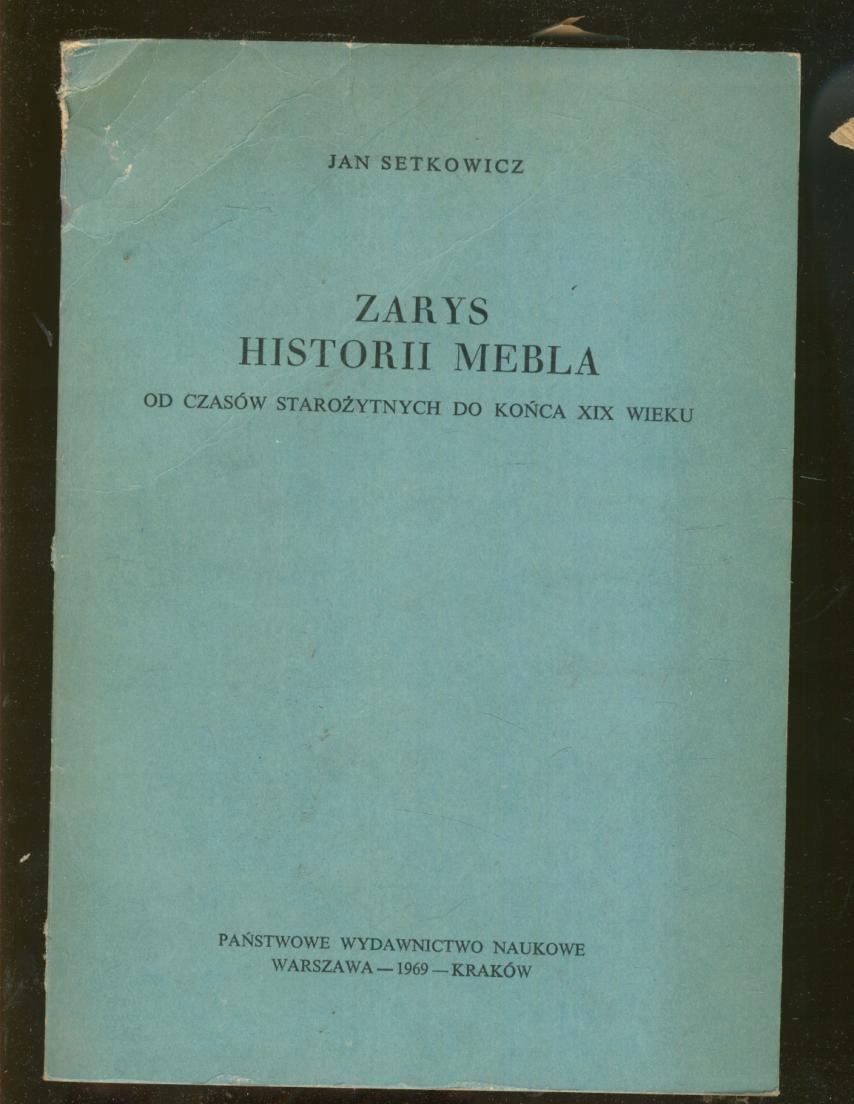 JAN SETKOWICZ
ZARYS
HISTORII MEBLA
OD CZASÓW STAROŻYTNYCH DO KOŃCA XIX WIEKU
PAŃSTWOWE WYDAWNICTWO NAUKOWE
WARSZAWA — 1969 — KRAKÓW